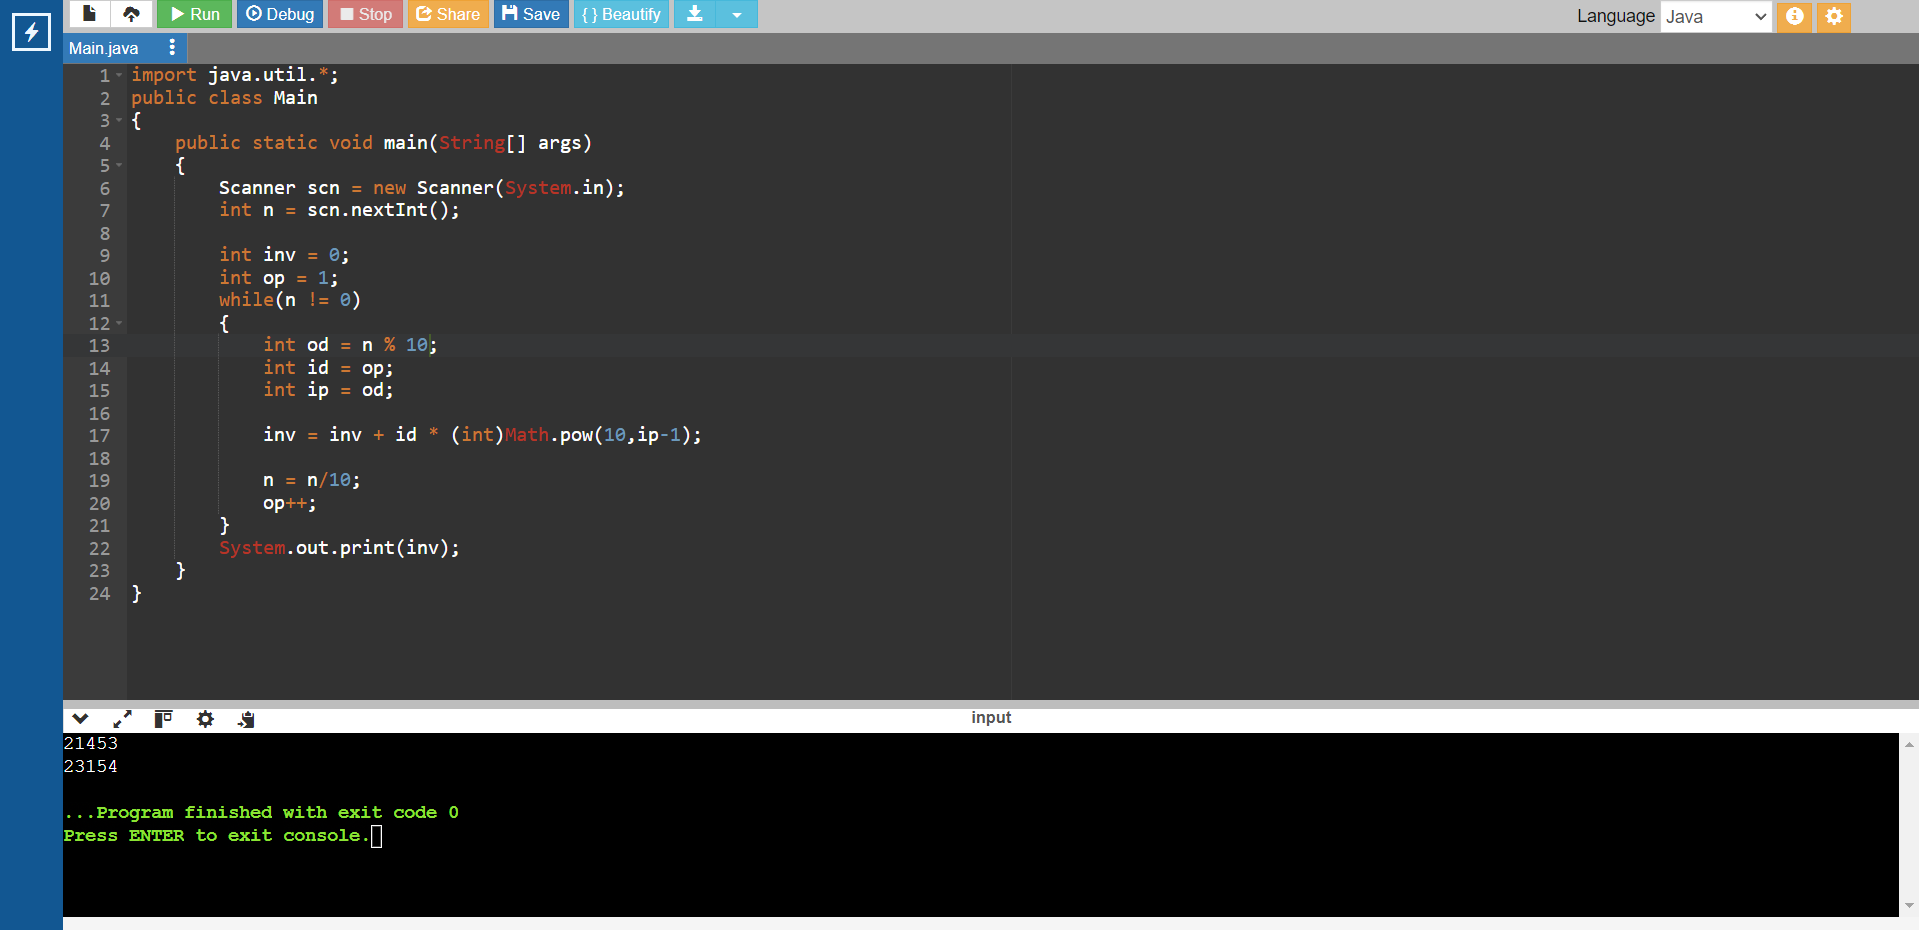 Run Debug Stop Share Save { } Beautify Language Java
Main.java
1 import java.util.*;
2 public class Main
3 {
4 public static void main(String[] args)
5 {
6 Scanner scn = new Scanner(System.in);
7 int n = scn.nextInt();
8
9 int inv = 0;
10 int op = 1;
11 while(n != 0)
12 {
13 int od = n % 10;
14 int id = op;
15 int ip = od;
16
17 inv = inv + id * (int)Math.pow(10,ip-1);
18
19 n = n/10;
20 op++;
21 }
22 System.out.print(inv);
23 }
24 }
input
21453
23154
...Program finished with exit code 0
Press ENTER to exit console.